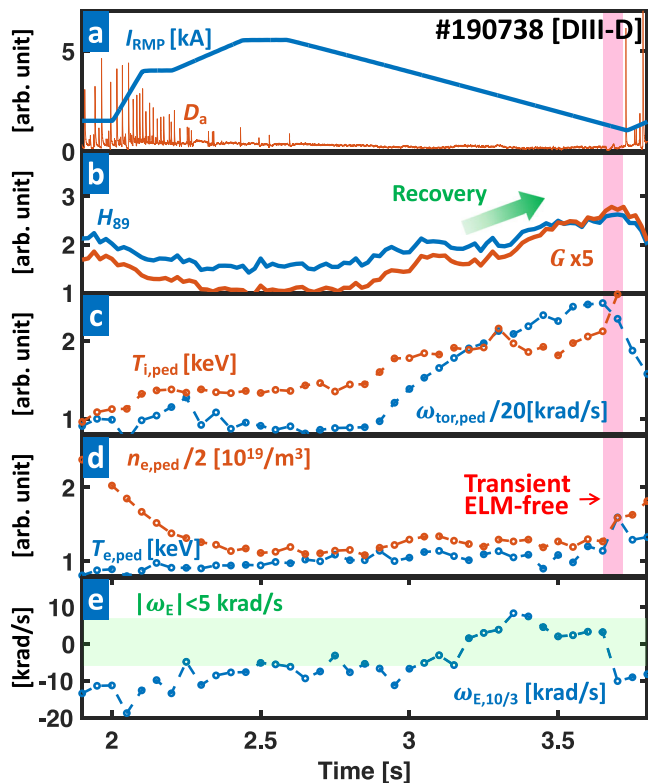 #190738 [DIII-D]
a
I_RMP [kA]
D_a
[arb. unit]
5
0
b
H_89
Recovery
G x5
[arb. unit]
3
2
1
c
T_i,ped [keV]
ω_tor,ped /20[krad/s]
[arb. unit]
1
2
1
d
n_e,ped /2 [10^19/m^3]
T_e,ped [keV]
Transient
ELM-free
[arb. unit]
2
1
e
|ω_E|<5 krad/s
ω_E,10/3 [krad/s]
[krad/s]
10
0
-10
-20
2 2.5 3 3.5
Time [s]